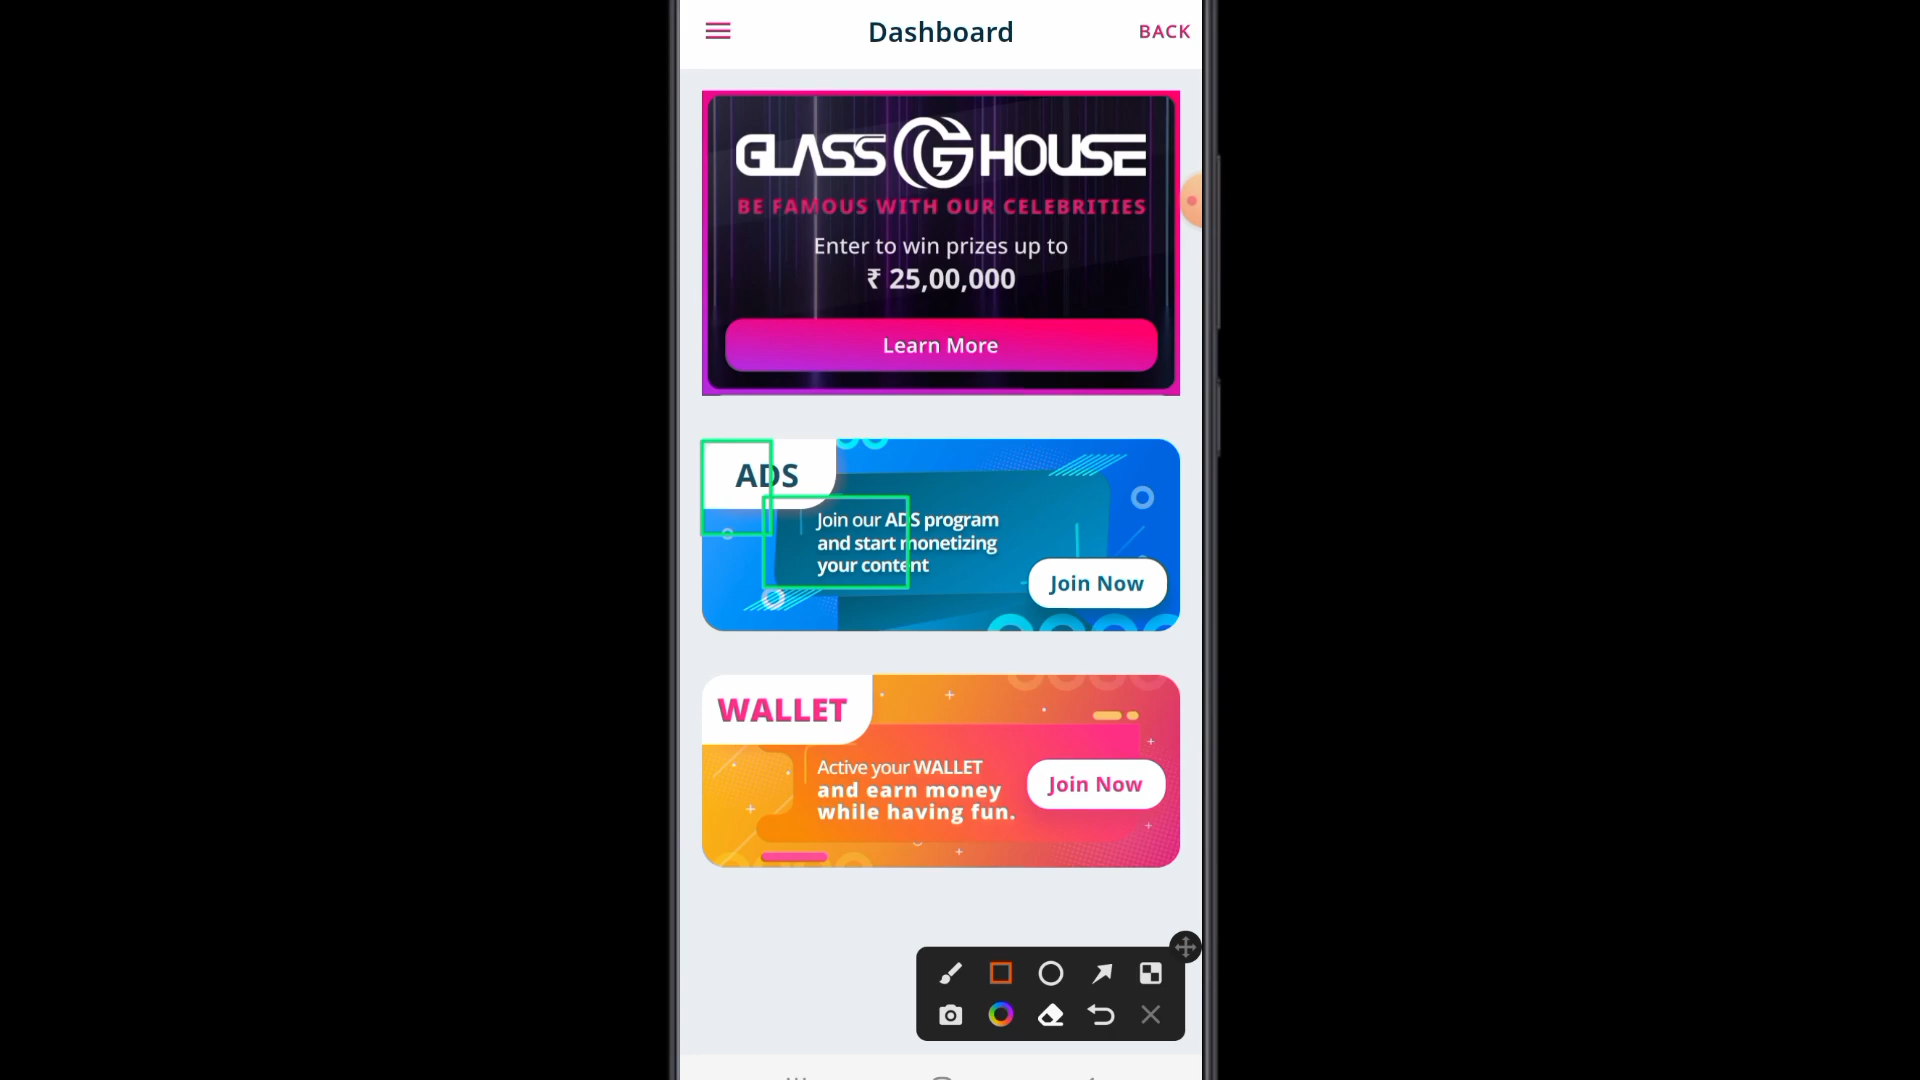 Dashboard
BACK
GLASS G HOUSE
BE FAMOUS WITH OUR CELEBRITIES
Enter to win prizes up to
₹ 25,00,000
Learn More
ADS
Join our ADS program
and start monetizing
your content
Join Now
WALLET
Active your WALLET
and earn money
while having fun.
Join Now